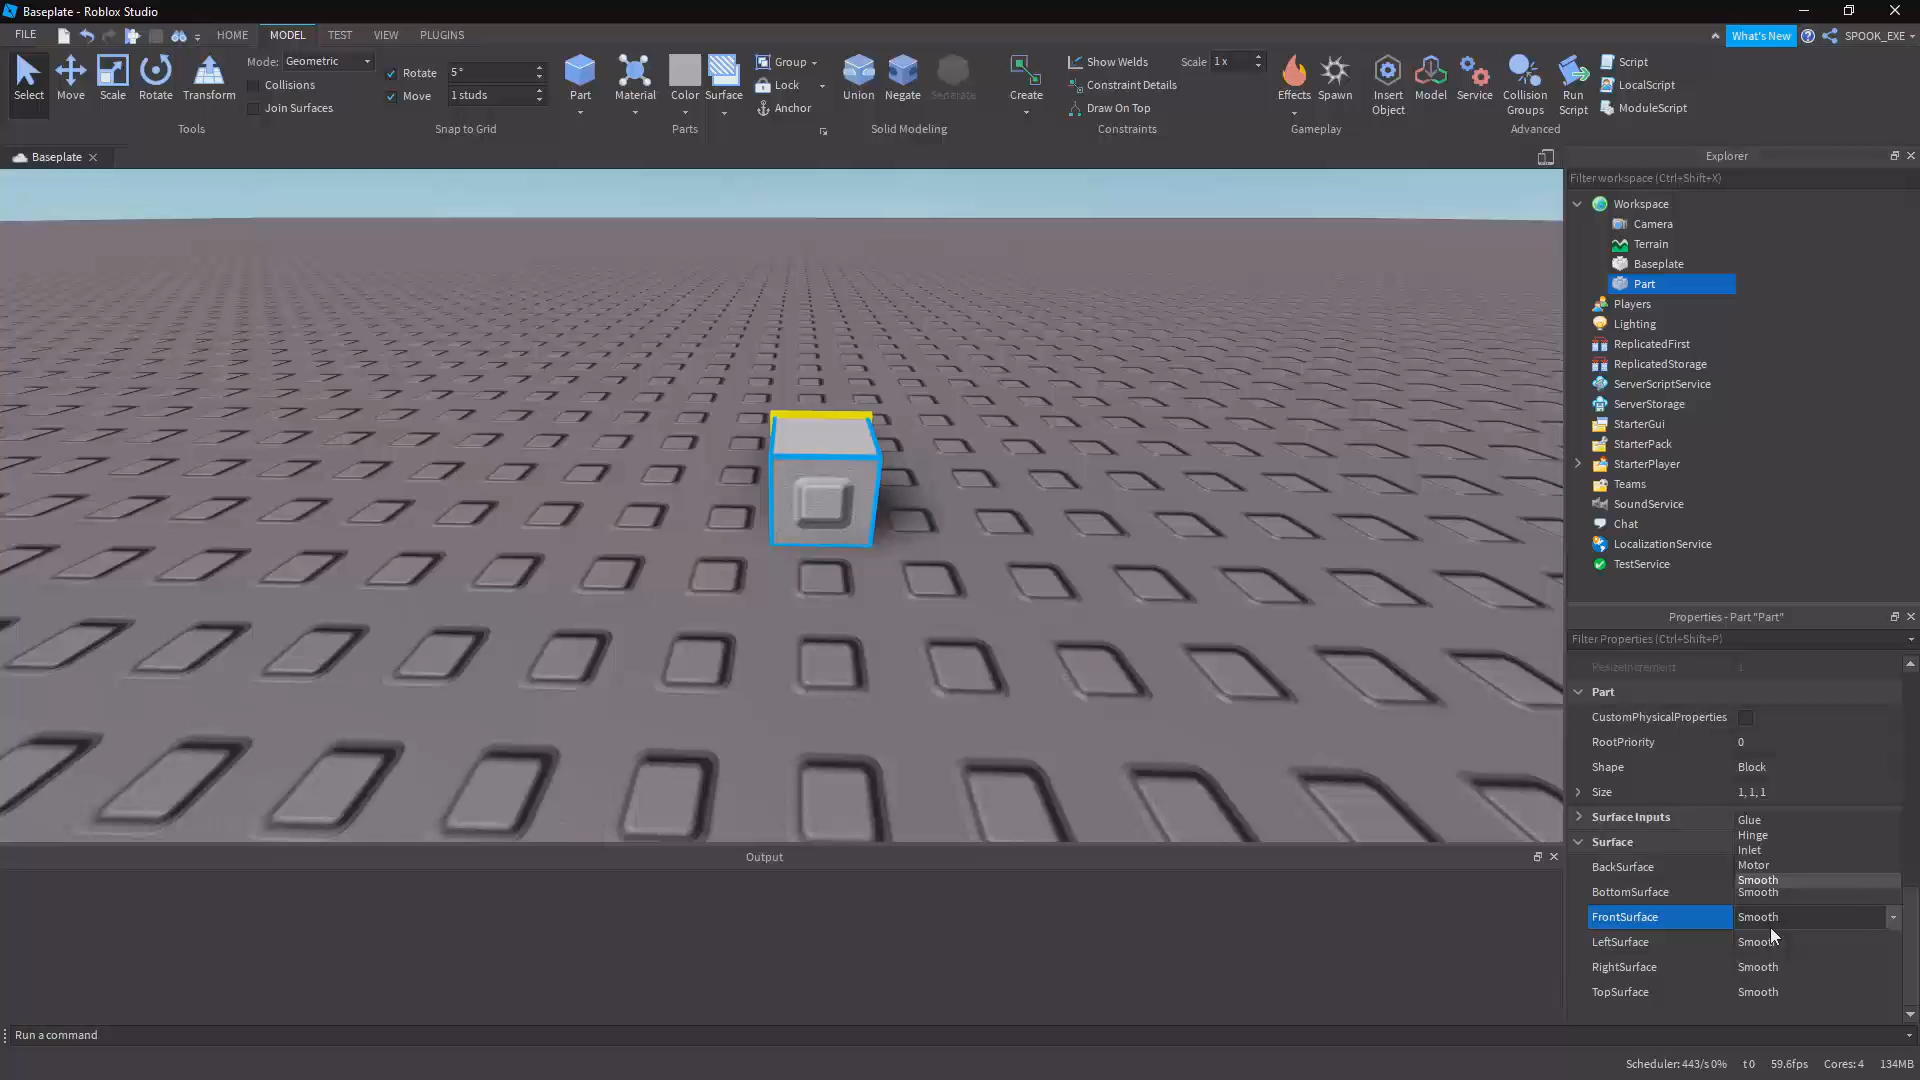 Baseplate - Roblox Studio
FILE HOME MODEL TEST VIEW PLUGINS What's New SPOOK_EXE
Select Move Scale Rotate Transform
Mode: Geometric
Collisions
Join Surfaces
Tools
Rotate 5°
Move 1 studs
Snap to Grid
Part Material Color Surface
Group
Lock
Anchor
Parts
Union Negate Separate
Solid Modeling
Create
Show Welds
Constraint Details
Draw On Top
Scale 1 x
Constraints
Effects Spawn
Gameplay
Insert Object
Model
Service
Collision Groups
Run Script
Script
LocalScript
ModuleScript
Advanced
Baseplate
Explorer
Filter workspace (Ctrl+Shift+X)
Workspace
Camera
Terrain
Baseplate
Part
Players
Lighting
ReplicatedFirst
ReplicatedStorage
ServerScriptService
ServerStorage
StarterGui
StarterPack
StarterPlayer
Teams
SoundService
Chat
LocalizationService
TestService
Properties - Part "Part"
Filter Properties (Ctrl+Shift+P)
ResizeIncrement 1
Part
CustomPhysicalProperties
RootPriority 0
Shape Block
Size 1, 1, 1
Surface Inputs
Glue
Hinge
Inlet
Motor
Smooth
Surface
BackSurface
BottomSurface Smooth
FrontSurface Smooth
LeftSurface Smooth
RightSurface Smooth
TopSurface Smooth
Output
Run a command
Scheduler: 443/s 0% t 0 59.6fps Cores: 4 134MB